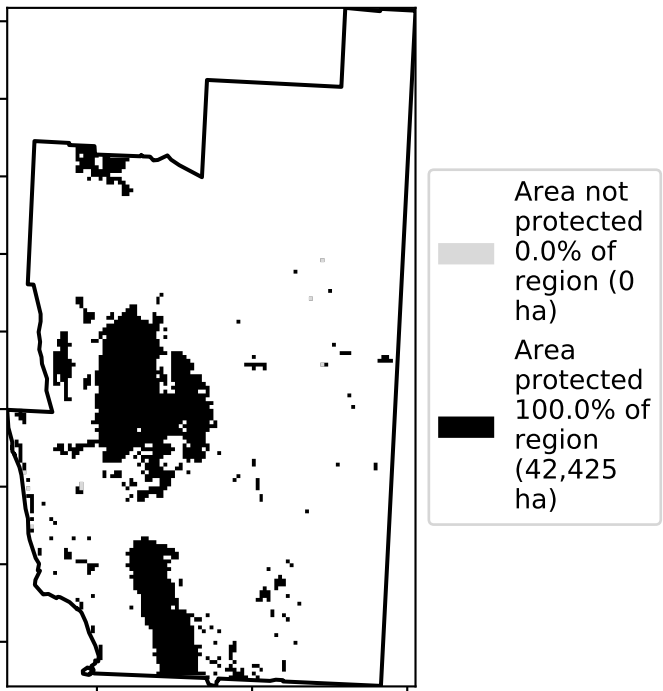 Area not
protected
0.0% of
region (0
ha)
Area
protected
100.0% of
region
(42,425
ha)